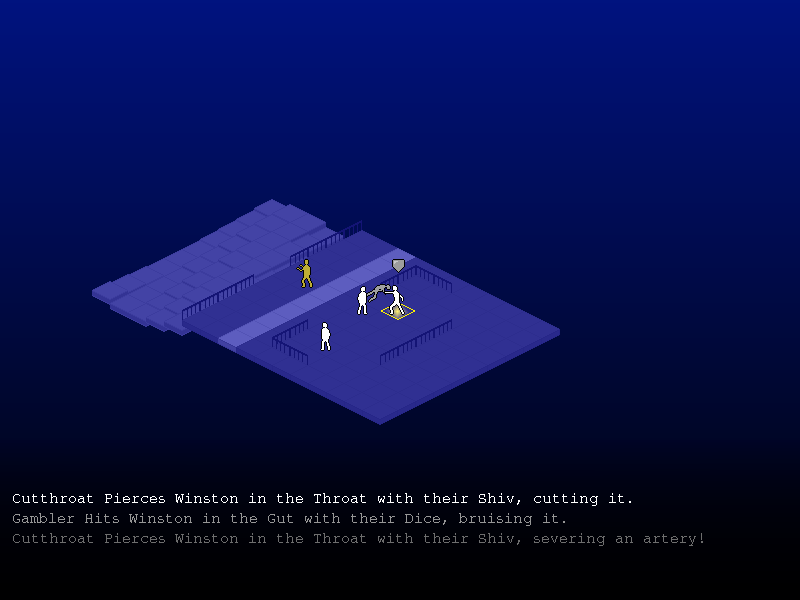 Cutthroat Pierces Winston in the Throat with their Shiv, cutting it.
Gambler Hits Winston in the Gut with their Dice, bruising it.
Cutthroat Pierces Winston in the Throat with their Shiv, severing an artery!